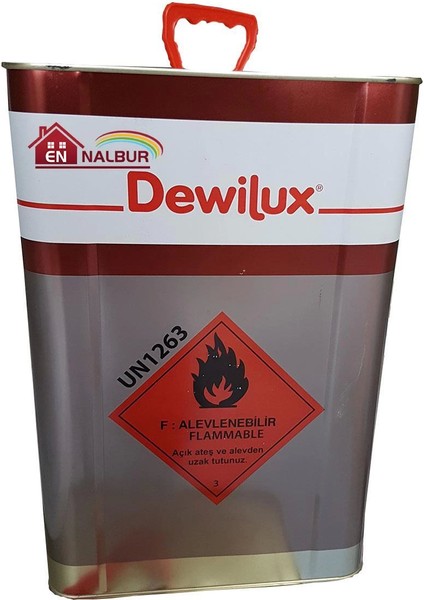 EN NALBUR
Dewilux®
UN1263
F : ALEVLENEBİLİR
FLAMMABLE
Açık ateş ve alevden
uzak tutunuz.
3